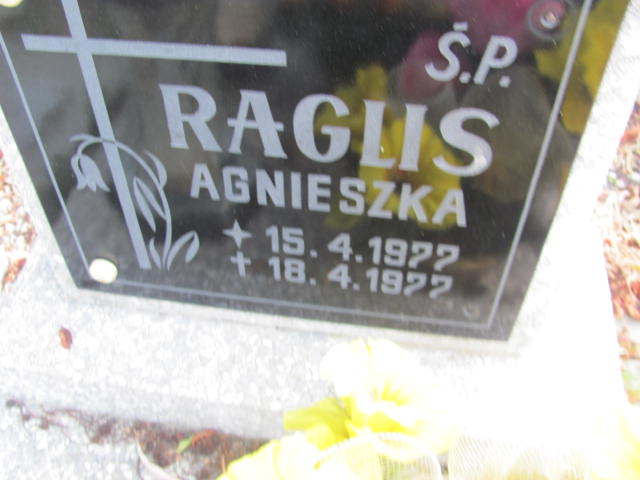 Ś.P.
RAGLIS
AGNIESZKA
15.4.1977
† 18.4.1977